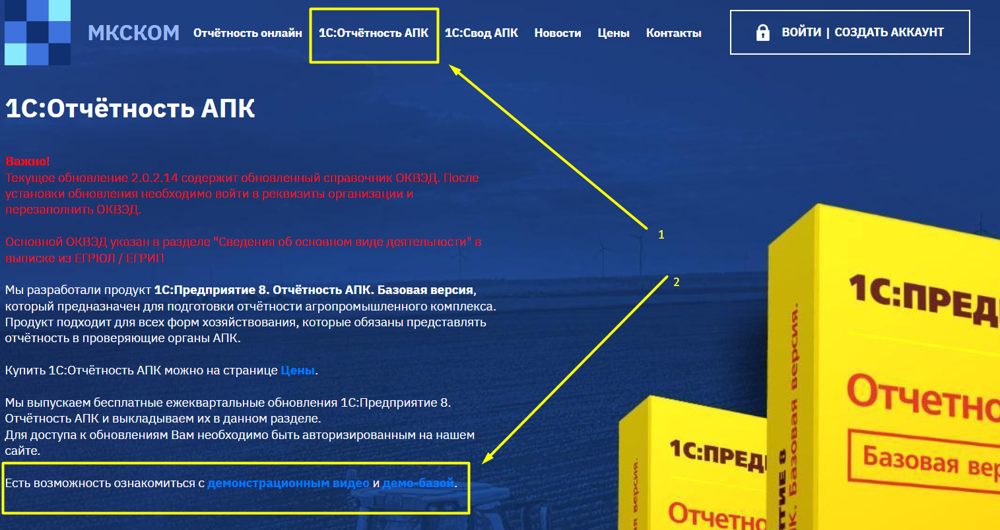 МКСКОМ
Отчётность онлайн
1С:Отчётность АПК
1С:Свод АПК
Новости
Цены
Контакты
ВОЙТИ | СОЗДАТЬ АККАУНТ
1С:Отчётность АПК
Важно!
Текущее обновление 2.0.2.14 содержит обновленный справочник ОКВЭД. После
установки обновления необходимо войти в реквизиты организации и
перезаполнить ОКВЭД.
Основной ОКВЭД указан в разделе "Сведения об основном виде деятельности" в
выписке из ЕГРЮЛ / ЕГРИП
Мы разработали продукт 1С:Предприятие 8. Отчётность АПК. Базовая версия,
который предназначен для подготовки отчётности агропромышленного комплекса.
Продукт подходит для всех форм хозяйствования, которые обязаны представлять
отчётность в проверяющие органы АПК.
Купить 1С:Отчётность АПК можно на странице Цены.
Мы выпускаем бесплатные ежеквартальные обновления 1С:Предприятие 8.
Отчётность АПК и выкладываем их в данном разделе.
Для доступа к обновлениям Вам необходимо быть авторизированным на нашем
сайте.
Есть возможность ознакомиться с демонстрационным видео и демо-базой.
1
2
1С:ПРЕД
Отчетно
Базовая вер
ТИЕ 8
К. Базовая версия.
1С:ПРЕД
Отчетно
ая версия.